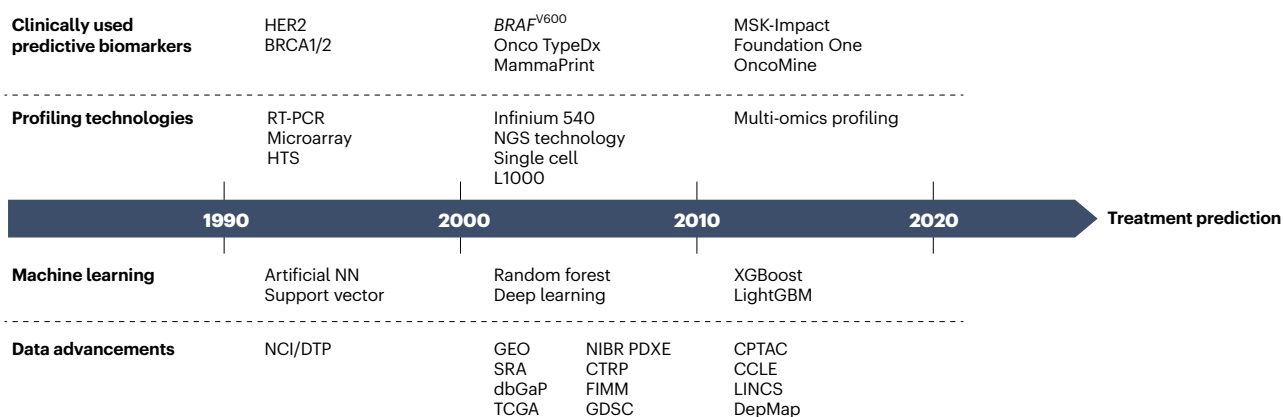 Clinically used
predictive biomarkers
HER2
BRCA1/2
BRAF^V600
Onco TypeDx
MammaPrint
MSK-Impact
Foundation One
OncoMine
Profiling technologies
RT-PCR
Microarray
HTS
Infinium 540
NGS technology
Single cell
L1000
Multi-omics profiling
1990
2000
2010
2020
Treatment prediction
Machine learning
Artificial NN
Support vector
Random forest
Deep learning
XGBoost
LightGBM
Data advancements
NCI/DTP
GEO
SRA
dbGaP
TCGA
NIBR PDXE
CTRP
FIMM
GDSC
CPTAC
CCLE
LINCS
DepMap